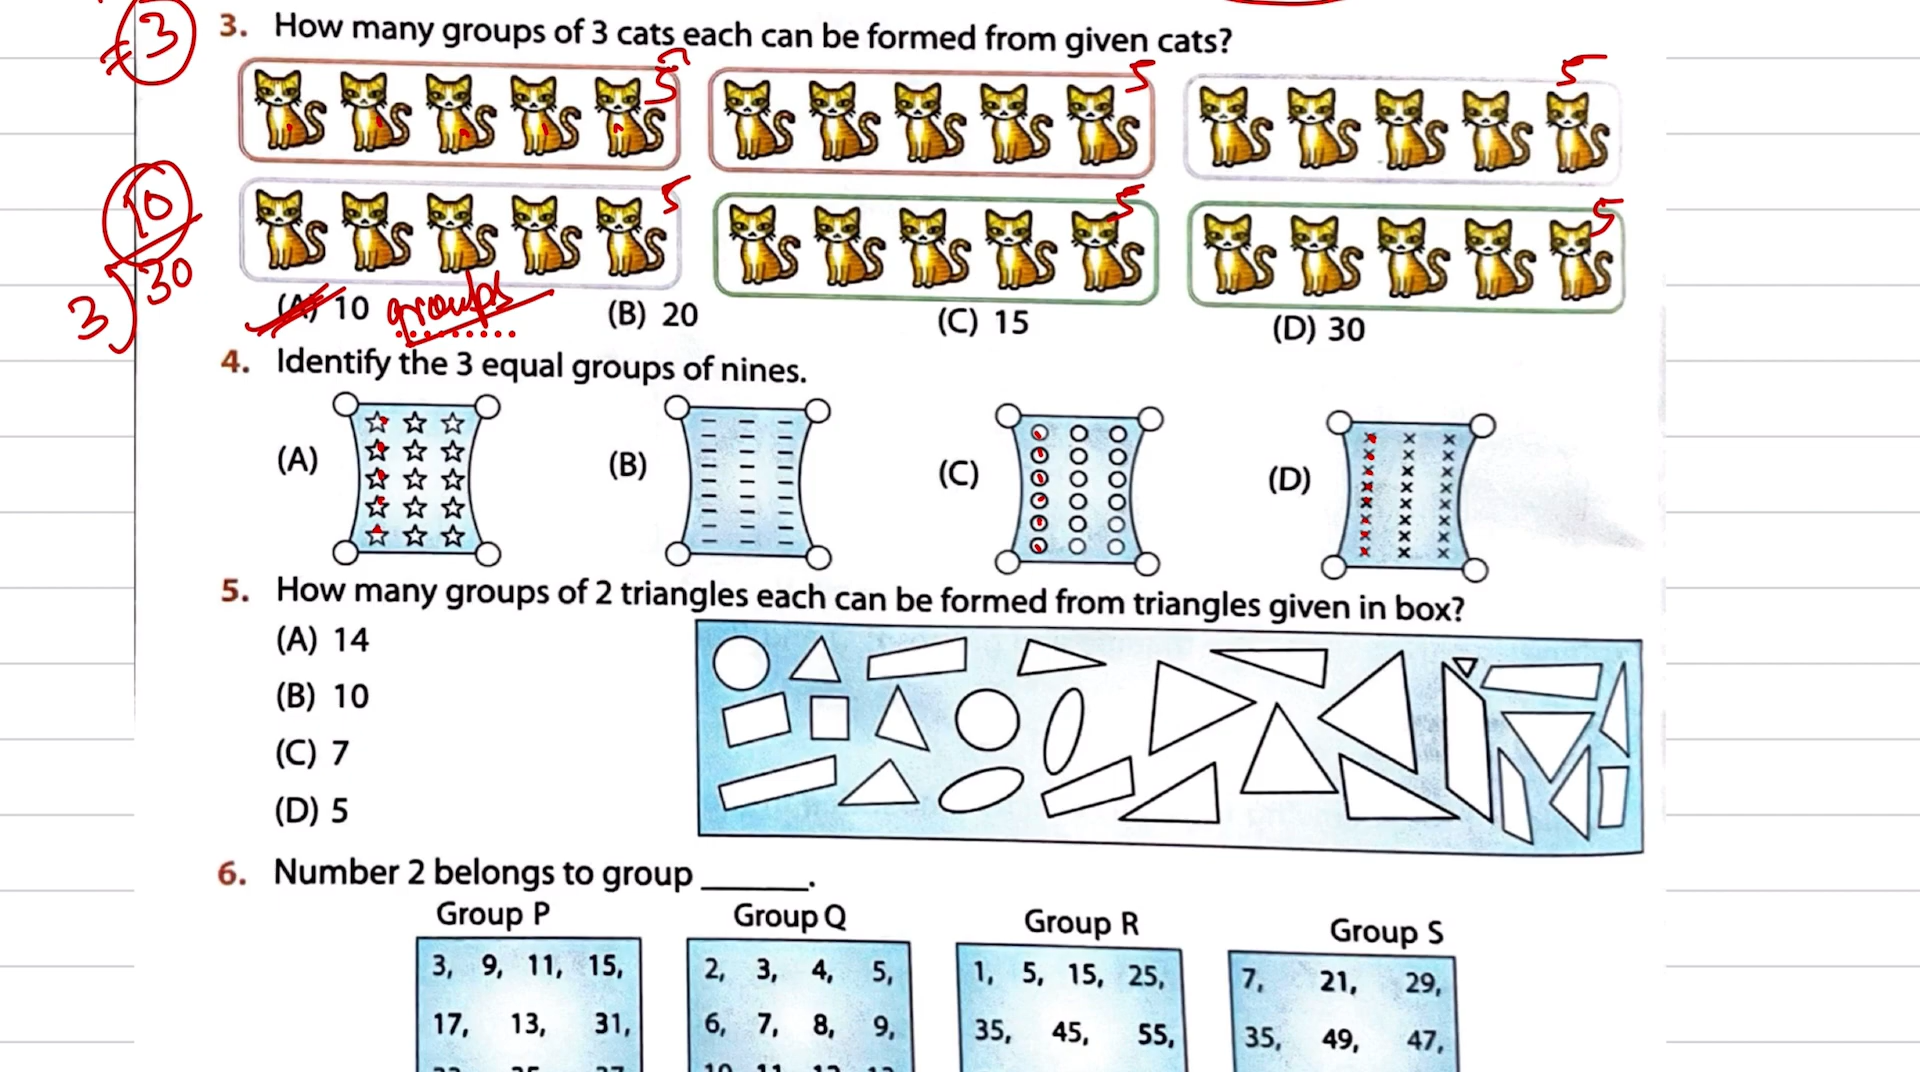 3
3. How many groups of 3 cats each can be formed from given cats?
5 5 5
5 5 5
10
3)30
(A) 10 groups (B) 20 (C) 15 (D) 30
4. Identify the 3 equal groups of nines.
(A) (B) (C) (D)
5. How many groups of 2 triangles each can be formed from triangles given in box?
(A) 14
(B) 10
(C) 7
(D) 5
6. Number 2 belongs to group ______.
Group P Group Q Group R Group S
3, 9, 11, 15, 2, 3, 4, 5, 1, 5, 15, 25, 7, 21, 29,
17, 13, 31, 6, 7, 8, 9, 35, 45, 55, 35, 49, 47,